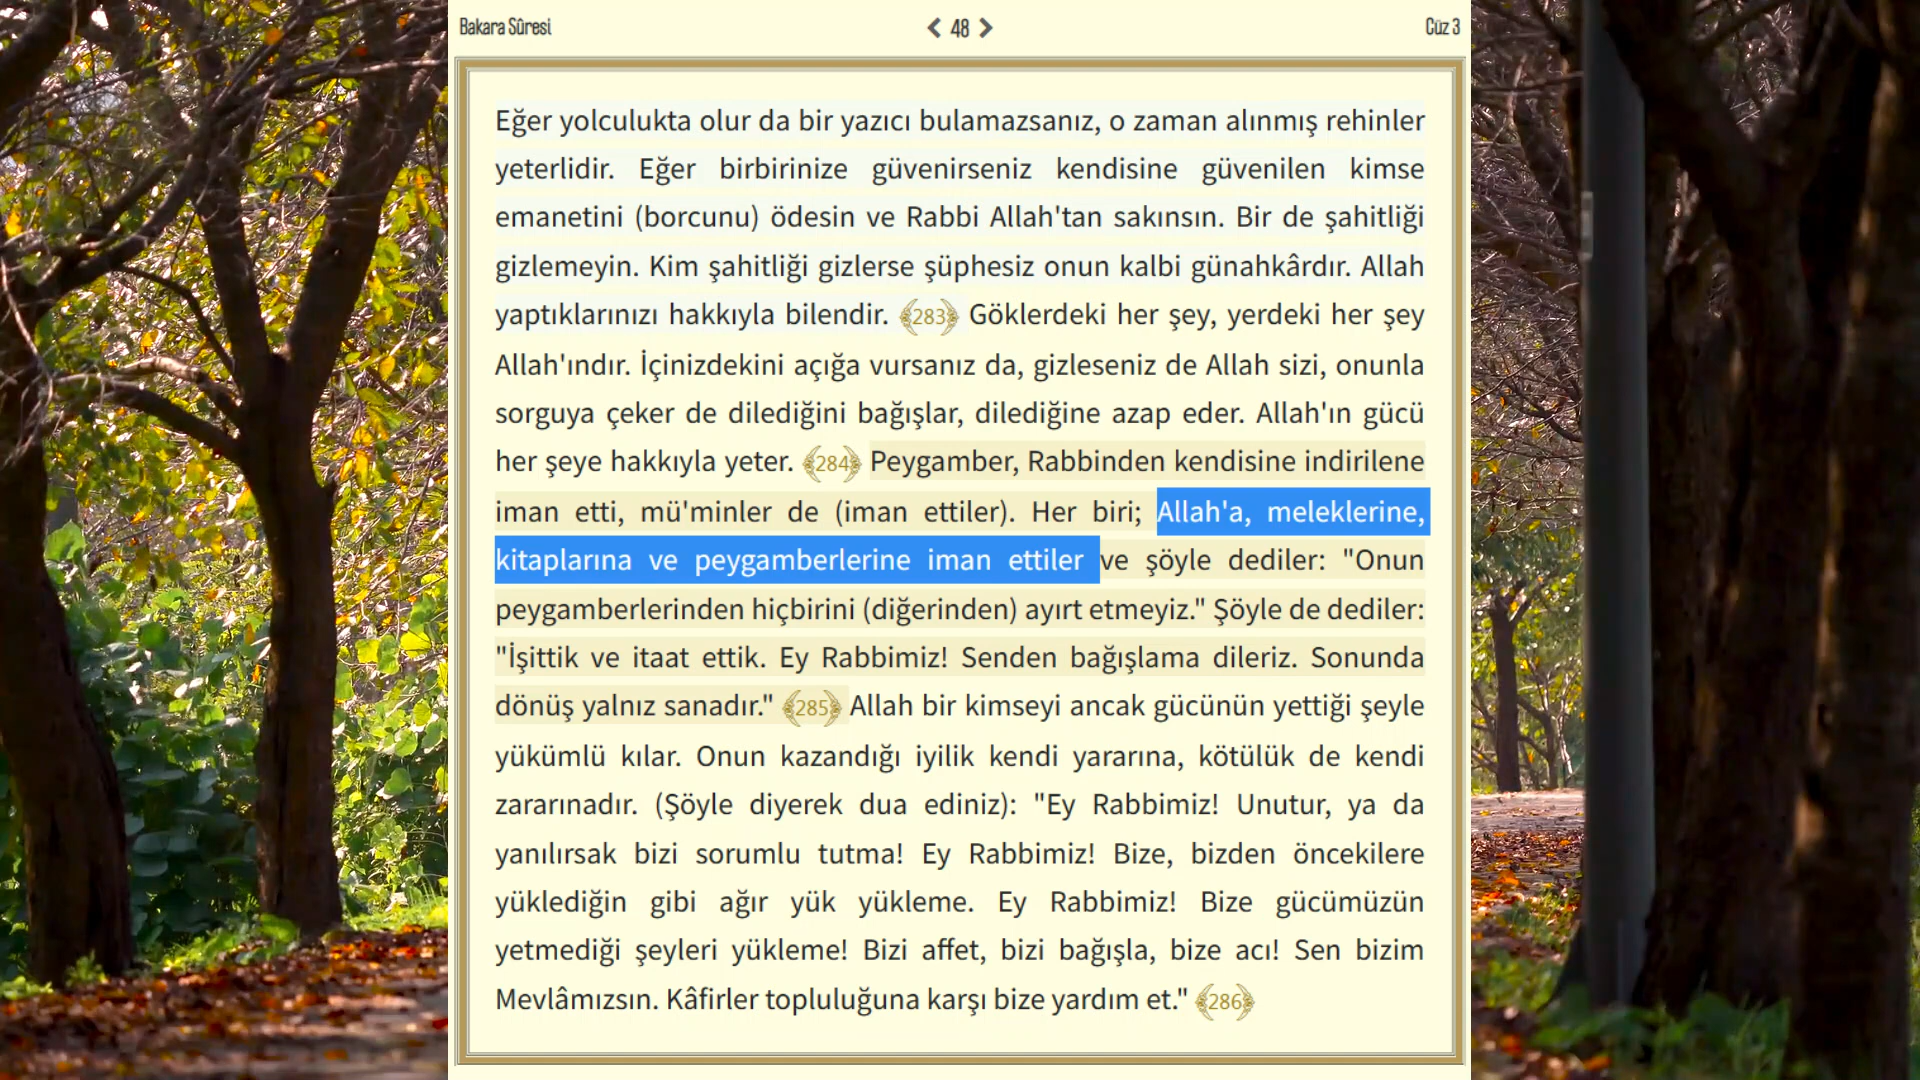 Bakara Sûresi
48
Cüz 3
Eğer yolculukta olur da bir yazıcı bulamazsanız, o zaman alınmış rehinler
yeterlidir. Eğer birbirinize güvenirseniz kendisine güvenilen kimse
emanetini (borcunu) ödesin ve Rabbi Allah'tan sakınsın. Bir de şahitliği
gizlemeyin. Kim şahitliği gizlerse şüphesiz onun kalbi günahkârdır. Allah
yaptıklarınızı hakkıyla bilendir. 283 Göklerdeki her şey, yerdeki her şey
Allah'ındır. İçinizdekini açığa vursanız da, gizleseniz de Allah sizi, onunla
sorguya çeker de dilediğini bağışlar, dilediğine azap eder. Allah'ın gücü
her şeye hakkıyla yeter. 284 Peygamber, Rabbinden kendisine indirilene
iman etti, mü'minler de (iman ettiler). Her biri; Allah'a, meleklerine,
kitaplarına ve peygamberlerine iman ettiler ve şöyle dediler: "Onun
peygamberlerinden hiçbirini (diğerinden) ayırt etmeyiz." Şöyle de dediler:
"İşittik ve itaat ettik. Ey Rabbimiz! Senden bağışlama dileriz. Sonunda
dönüş yalnız sanadır." 285 Allah bir kimseyi ancak gücünün yettiği şeyle
yükümlü kılar. Onun kazandığı iyilik kendi yararına, kötülük de kendi
zararınadır. (Şöyle diyerek dua ediniz): "Ey Rabbimiz! Unutur, ya da
yanılırsak bizi sorumlu tutma! Ey Rabbimiz! Bize, bizden öncekilere
yüklediğin gibi ağır yük yükleme. Ey Rabbimiz! Bize gücümüzün
yetmediği şeyleri yükleme! Bizi affet, bizi bağışla, bize acı! Sen bizim
Mevlâmızsın. Kâfirler topluluğuna karşı bize yardım et." 286